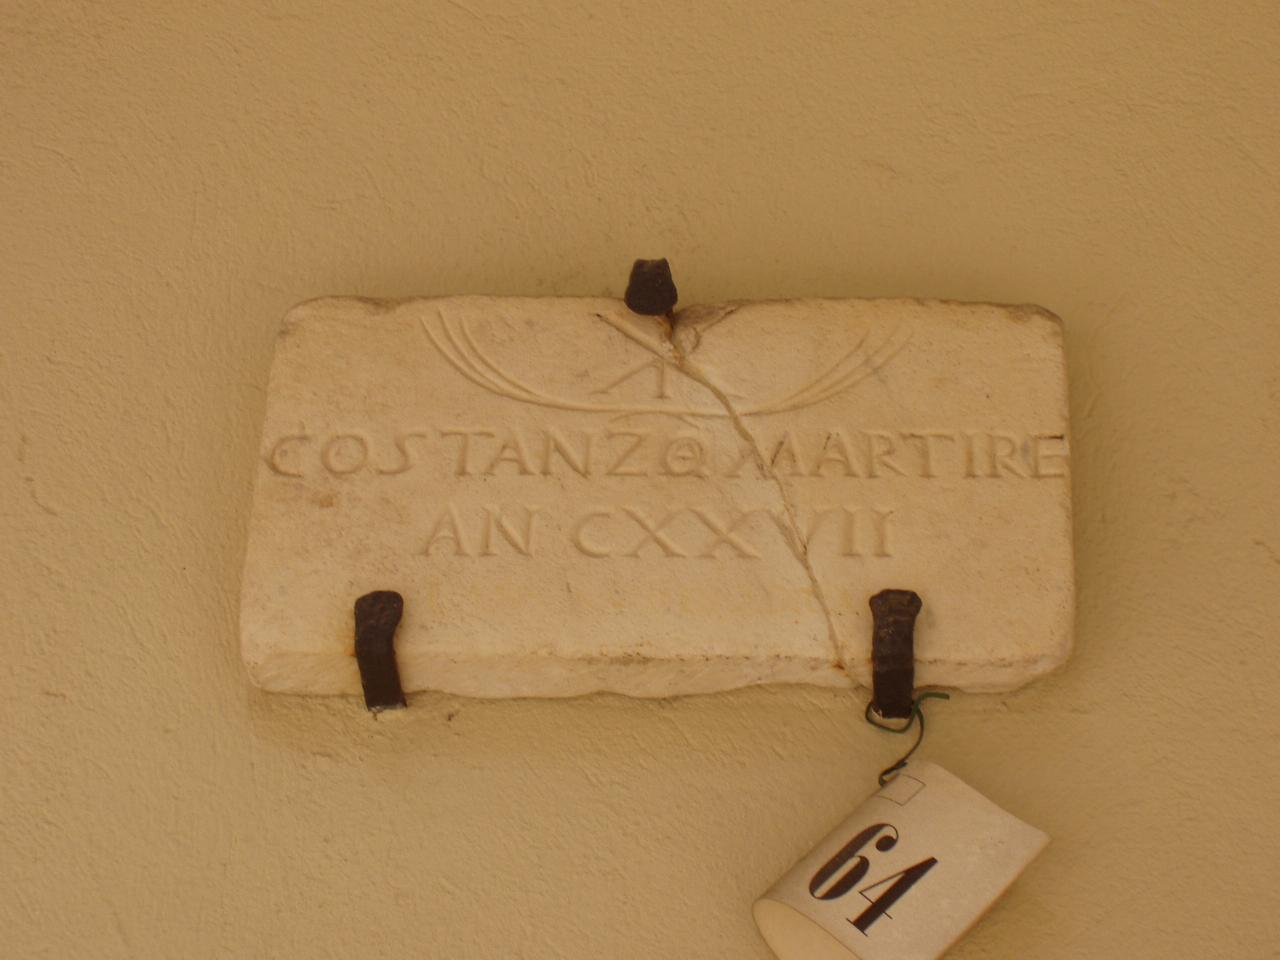 COSTANZO MARTIRE
AN CXXVII
64